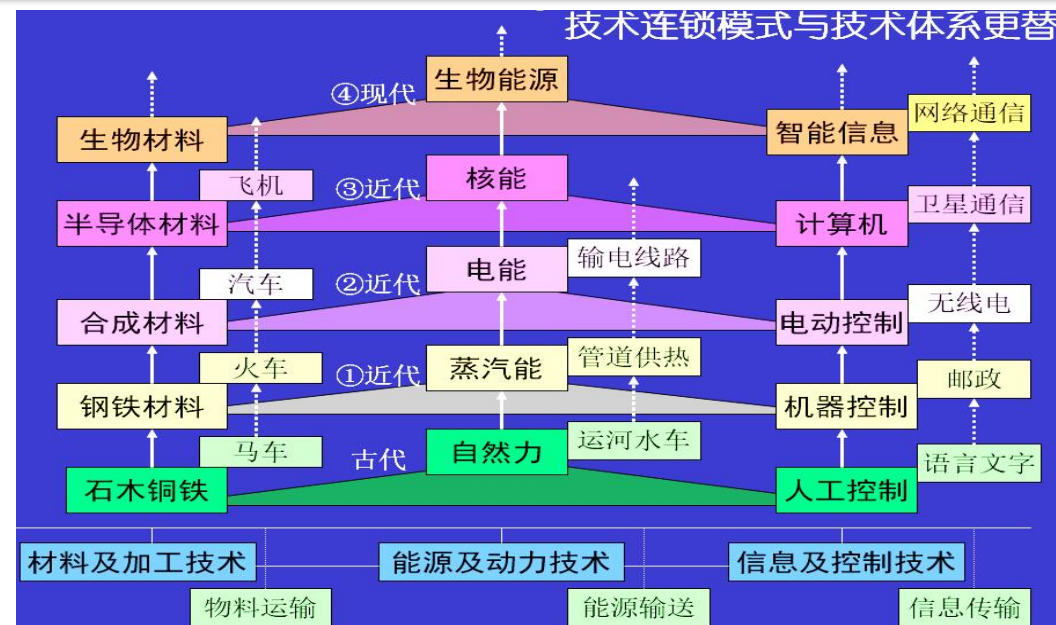 技术连锁模式与技术体系更替
生物能源
④现代
网络通信
生物材料
智能信息
飞机
③近代
核能
卫星通信
半导体材料
计算机
汽车
②近代
电能
输电线路
无线电
合成材料
电动控制
火车
①近代
蒸汽能
管道供热
邮政
钢铁材料
机器控制
马车
古代
自然力
运河水车
语言文字
石木铜铁
人工控制
材料及加工技术
能源及动力技术
信息及控制技术
物料运输
能源输送
信息传输